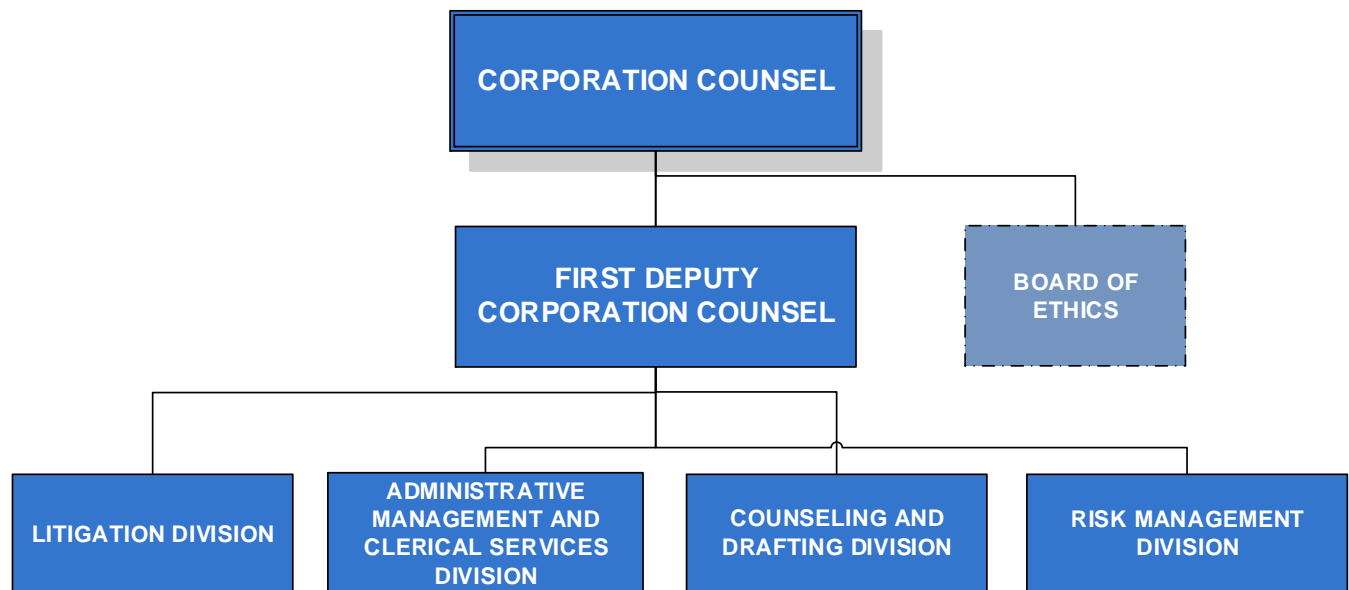 CORPORATION COUNSEL
FIRST DEPUTY
CORPORATION COUNSEL
BOARD OF
ETHICS
LITIGATION DIVISION
ADMINISTRATIVE
MANAGEMENT AND
CLERICAL SERVICES
DIVISION
COUNSELING AND
DRAFTING DIVISION
RISK MANAGEMENT
DIVISION